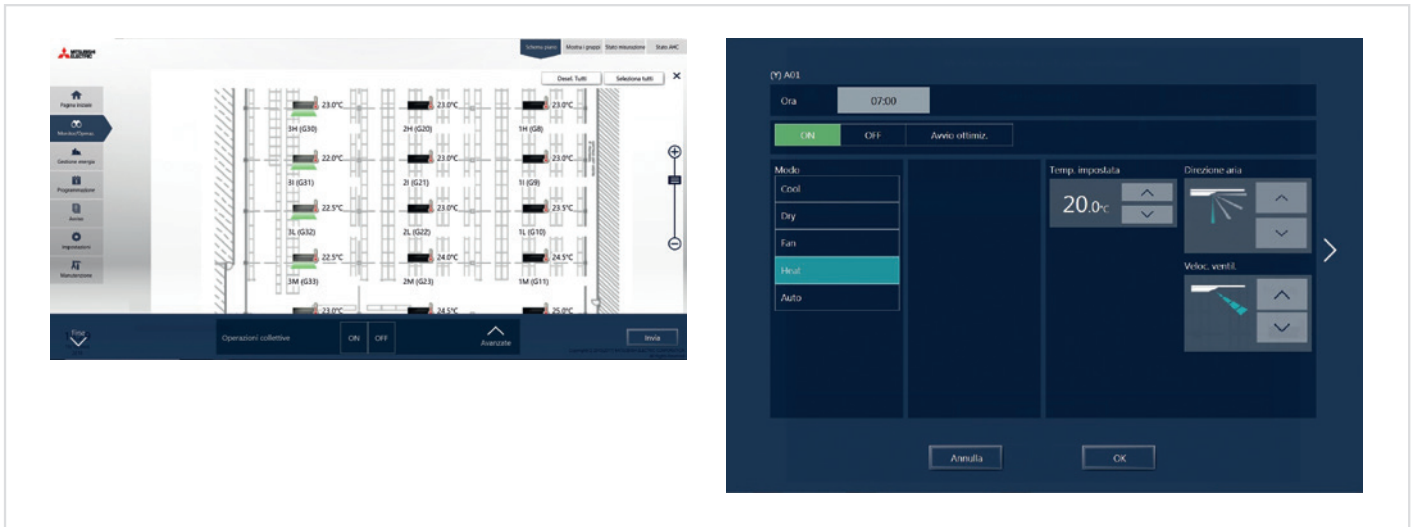 MITSUBISHI ELECTRIC
Schema piano Mostra i gruppi Stato misurazione Stato AHC
Desel. Tutti Seleziona tutti
Pagina iniziale
Monitor/Operaz.
Gestione energia
Programmazione
Avviso
Impostazioni
Manutenzione
23.0°C 23.0°C 23.0°C
3H (G30) 2H (G20) 1H (G8)
22.0°C 23.0°C 23.0°C
3I (G31) 2I (G21) 1I (G9)
22.5°C 23.0°C 23.5°C
3L (G32) 2L (G22) 1L (G10)
22.5°C 24.0°C 24.5°C
3M (G33) 2M (G23) 1M (G11)
23.0°C 24.5°C 25.0°C
Fine
Operazioni collettive ON OFF Avanzate Invia
(Y) A01
Ora 07:00
ON OFF Avvio ottimiz.
Modo
Cool
Dry
Fan
Heat
Auto
Temp. impostata
20.0°C
Direzione aria
Veloc. ventil.
Annulla OK